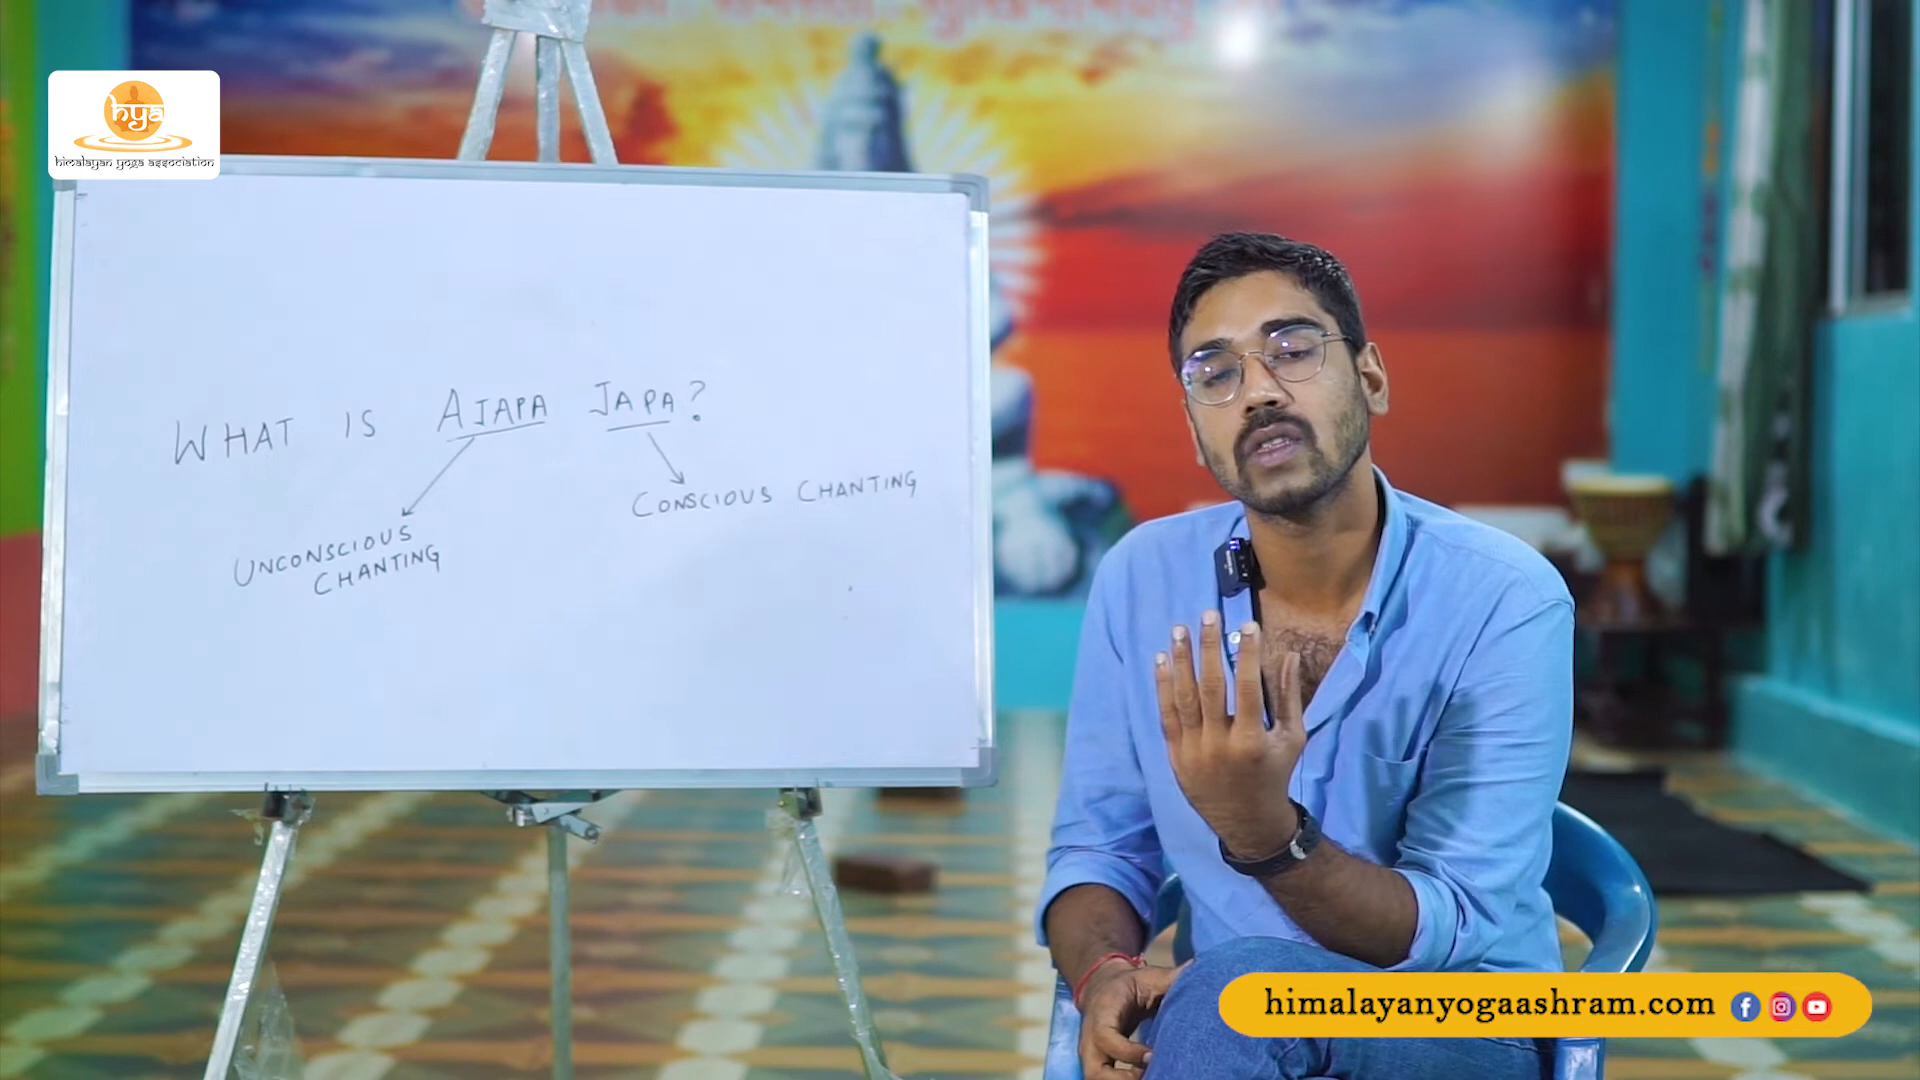 hya
himalayan yoga association
WHAT IS AJAPA JAPA?
CONSCIOUS CHANTING
UNCONSCIOUS
CHANTING
himalayanyogaashram.com